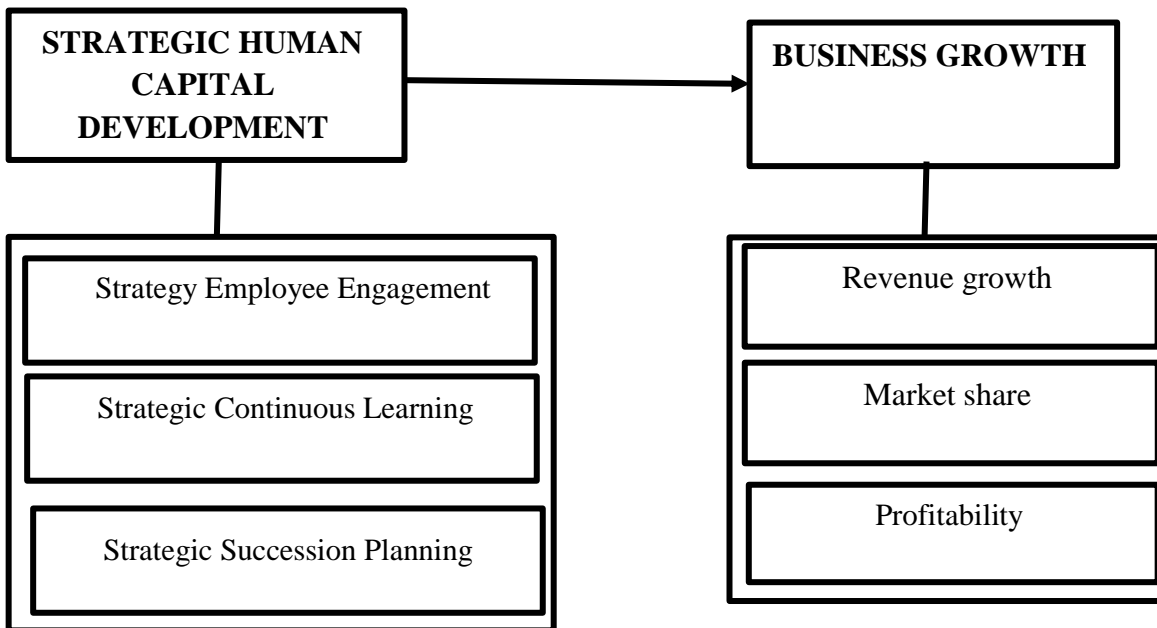 STRATEGIC HUMAN
CAPITAL
DEVELOPMENT
BUSINESS GROWTH
Strategy Employee Engagement
Strategic Continuous Learning
Strategic Succession Planning
Revenue growth
Market share
Profitability